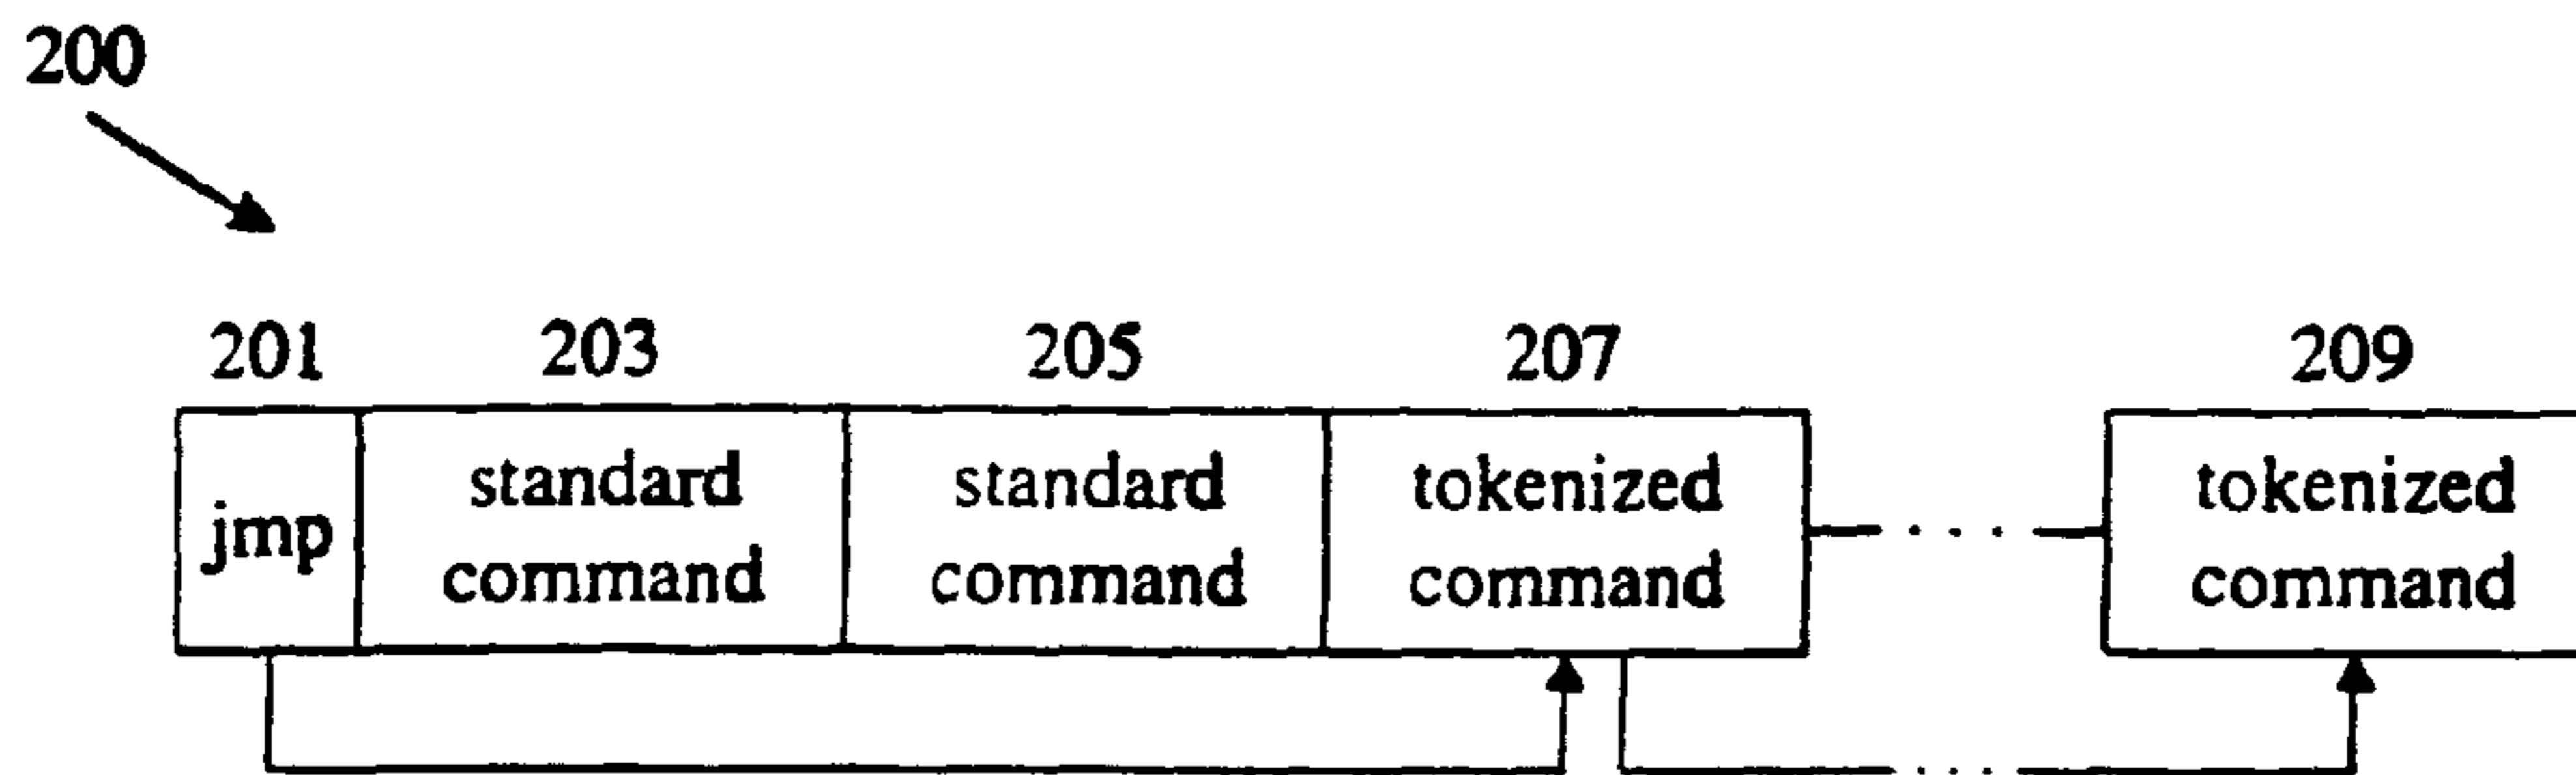 200
201 203 205 207 209
jmp
standard
command
standard
command
tokenized
command
tokenized
command